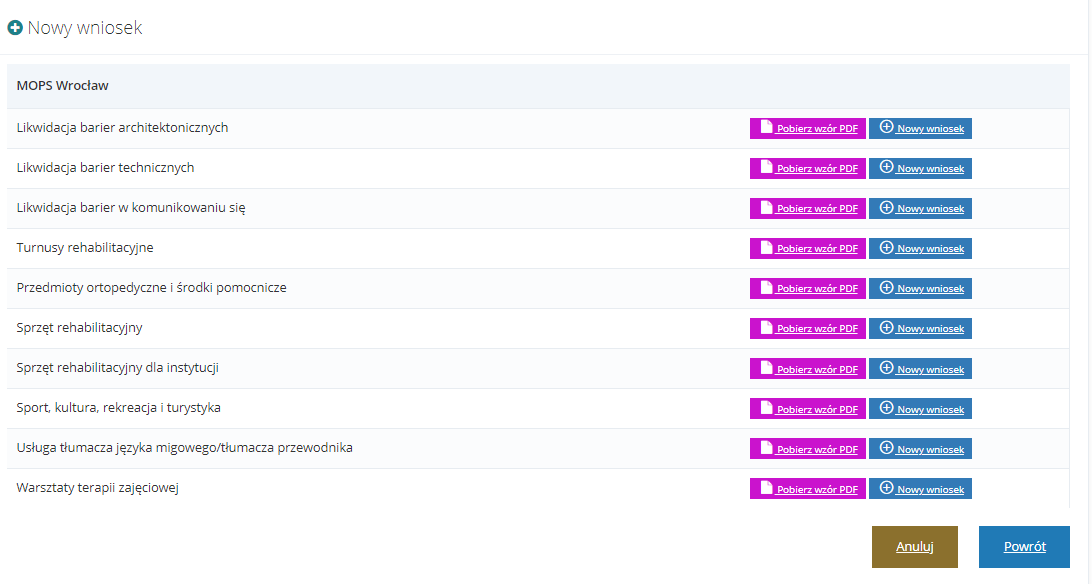 Nowy wniosek
MOPS Wrocław
Likwidacja barier architektonicznych Pobierz wzór PDF Nowy wniosek
Likwidacja barier technicznych Pobierz wzór PDF Nowy wniosek
Likwidacja barier w komunikowaniu się Pobierz wzór PDF Nowy wniosek
Turnusy rehabilitacyjne Pobierz wzór PDF Nowy wniosek
Przedmioty ortopedyczne i środki pomocnicze Pobierz wzór PDF Nowy wniosek
Sprzęt rehabilitacyjny Pobierz wzór PDF Nowy wniosek
Sprzęt rehabilitacyjny dla instytucji Pobierz wzór PDF Nowy wniosek
Sport, kultura, rekreacja i turystyka Pobierz wzór PDF Nowy wniosek
Usługa tłumacza języka migowego/tłumacza przewodnika Pobierz wzór PDF Nowy wniosek
Warsztaty terapii zajęciowej Pobierz wzór PDF Nowy wniosek
Anuluj Powrót